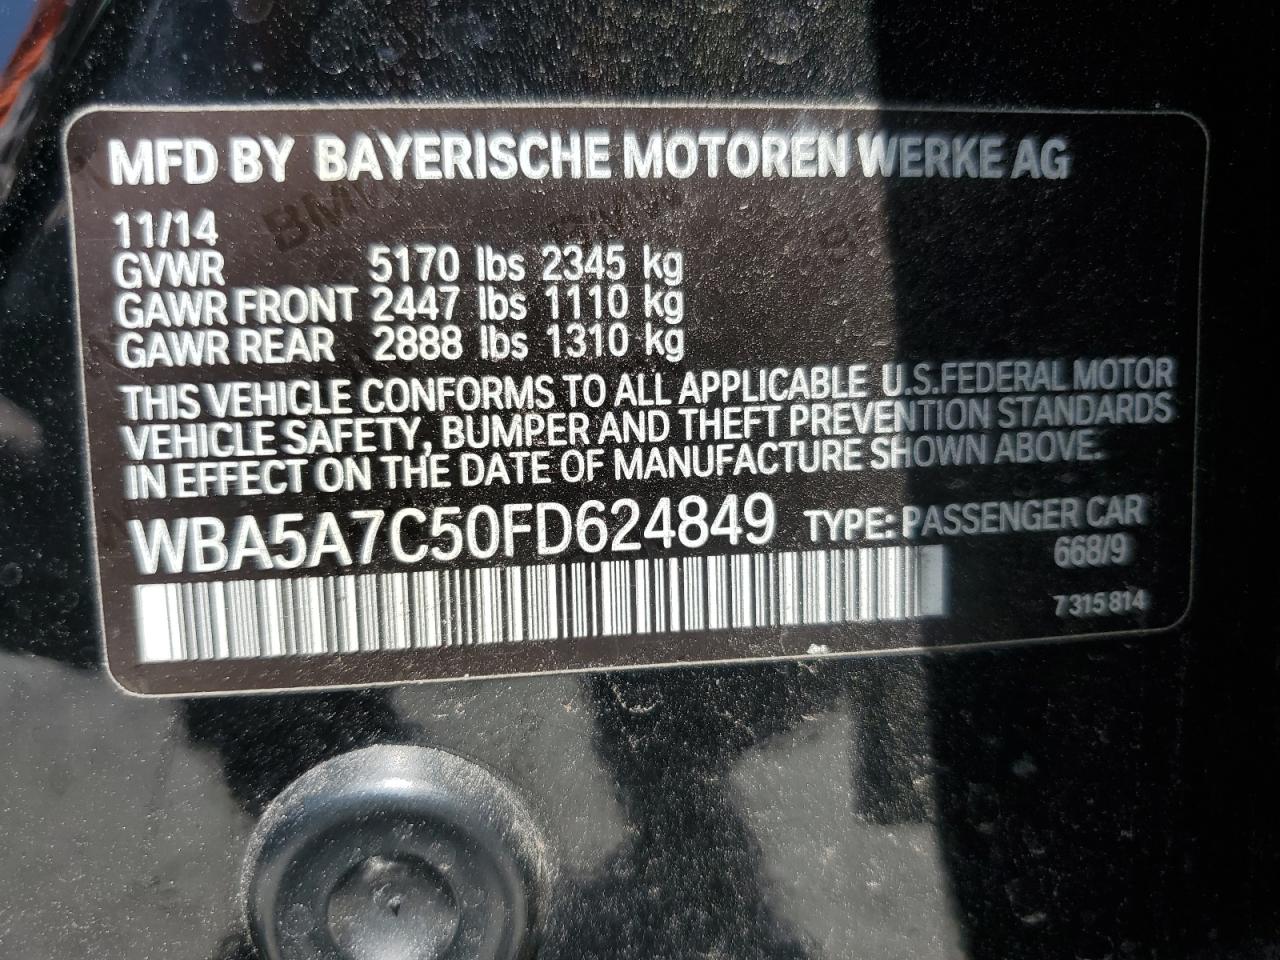 MFD BY BAYERISCHE MOTOREN WERKE AG
11/14
GVWR 5170 lbs 2345 kg
GAWR FRONT 2447 lbs 1110 kg
GAWR REAR 2888 lbs 1310 kg
THIS VEHICLE CONFORMS TO ALL APPLICABLE U.S.FEDERAL MOTOR
VEHICLE SAFETY, BUMPER AND THEFT PREVENTION STANDARDS
IN EFFECT ON THE DATE OF MANUFACTURE SHOWN ABOVE.
WBA5A7C50FD624849 TYPE: PASSENGER CAR
668/9
7 315 814